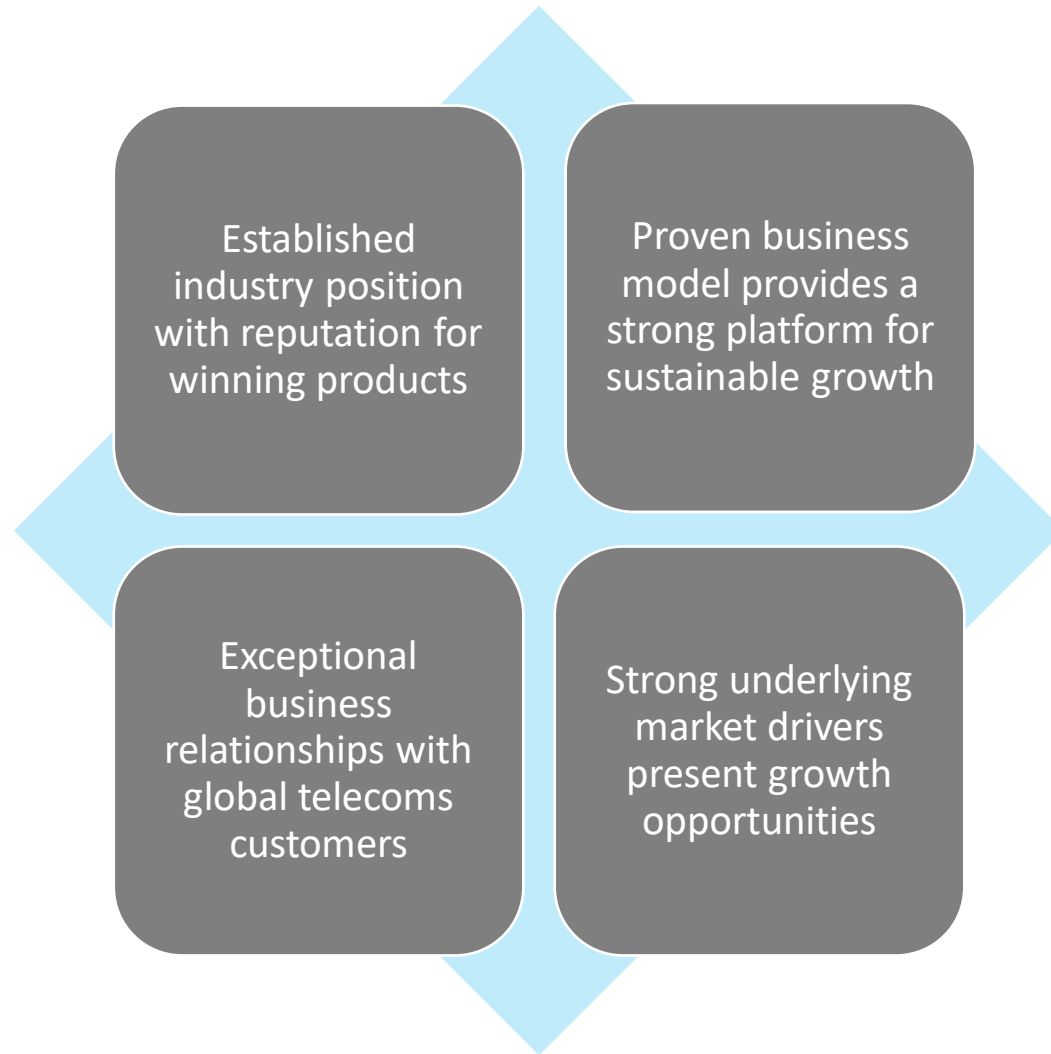 Established
industry position
with reputation for
winning products
Proven business
model provides a
strong platform for
sustainable growth
Exceptional
business
relationships with
global telecoms
customers
Strong underlying
market drivers
present growth
opportunities